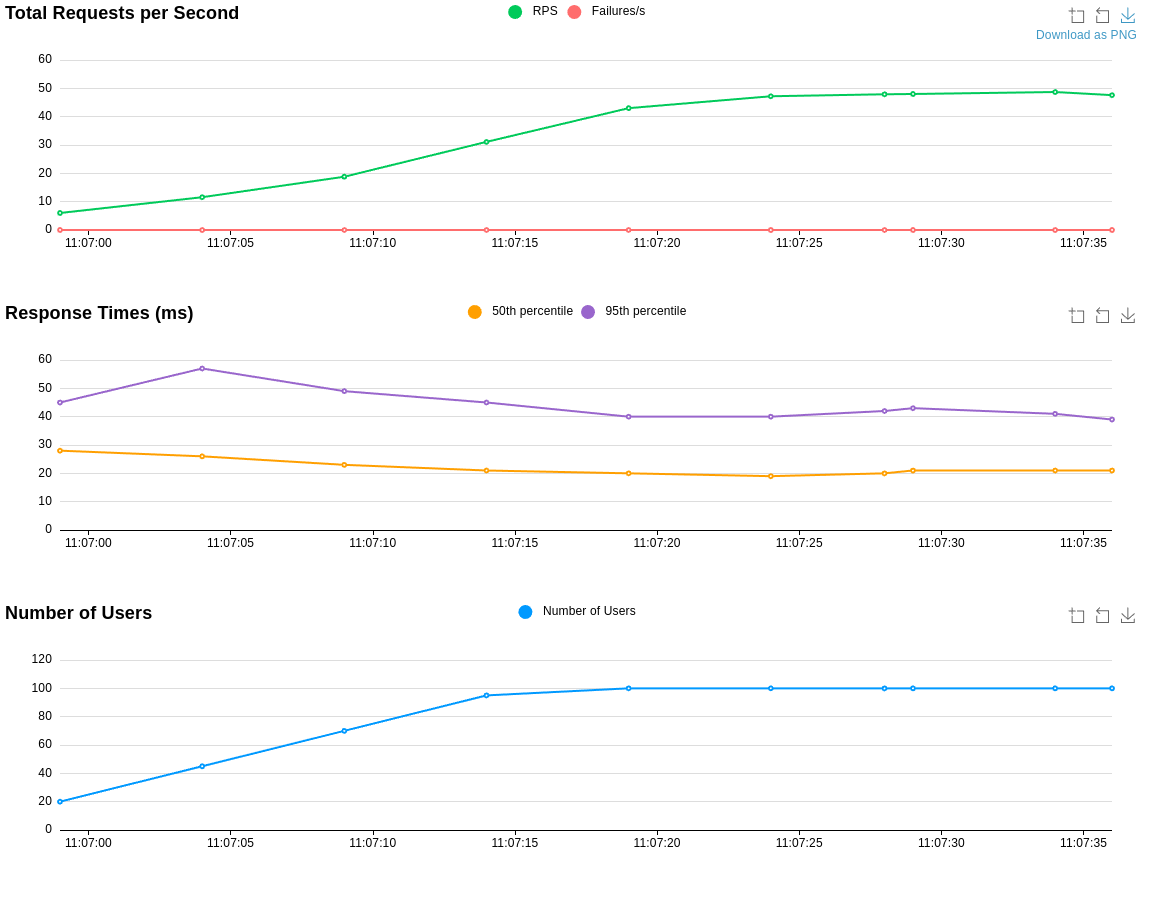 Total Requests per Second
RPS Failures/s
Download as PNG
60
50
40
30
20
10
0
11:07:00 11:07:05 11:07:10 11:07:15 11:07:20 11:07:25 11:07:30 11:07:35
Response Times (ms)
50th percentile 95th percentile
60
50
40
30
20
10
0
11:07:00 11:07:05 11:07:10 11:07:15 11:07:20 11:07:25 11:07:30 11:07:35
Number of Users
Number of Users
120
100
80
60
40
20
0
11:07:00 11:07:05 11:07:10 11:07:15 11:07:20 11:07:25 11:07:30 11:07:35